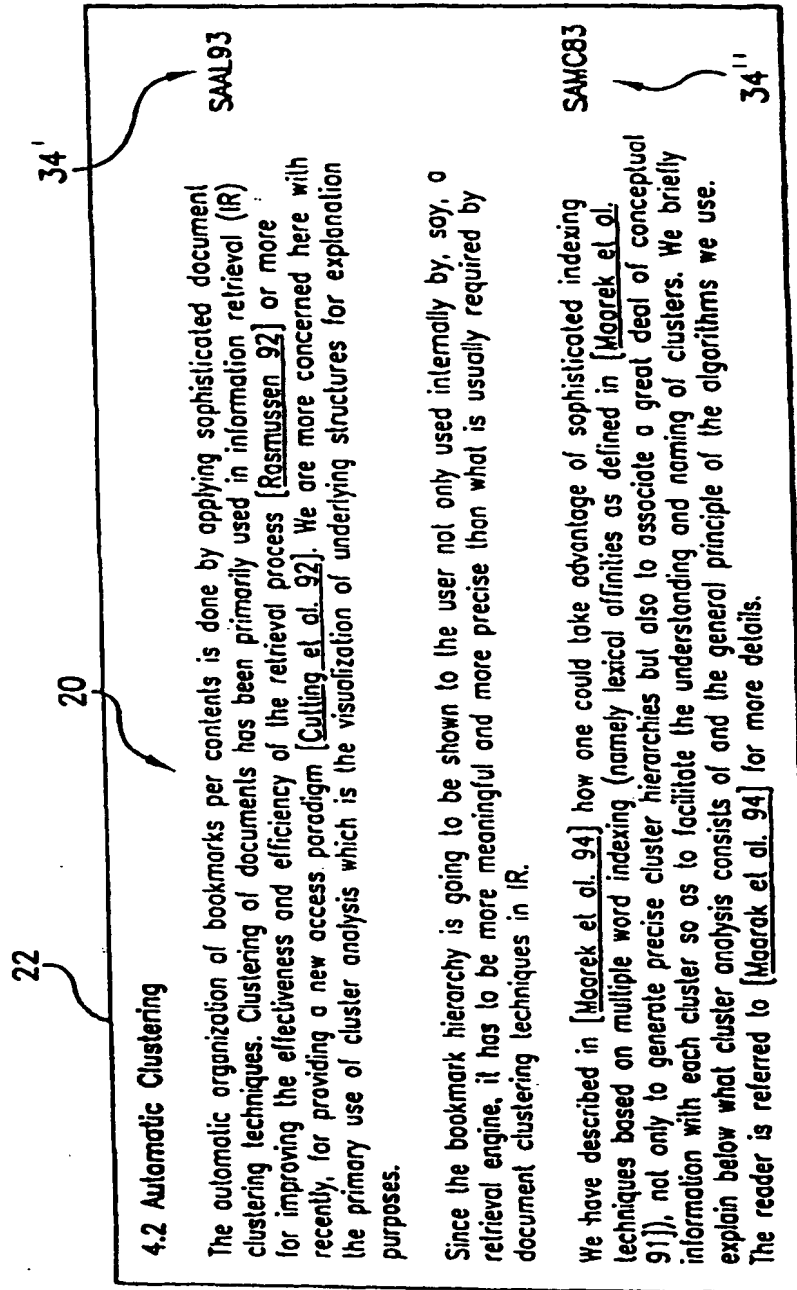 22
20
34'
4.2 Automatic Clustering
The automatic organization of bookmarks per contents is done by applying sophisticated document
clustering techniques. Clustering of documents has been primarily used in information retrieval (IR)
for improving the effectiveness and efficiency of the retrieval process [Rasmussen 92] or more
recently, for providing a new access paradigm [Cutting et al. 92]. We are more concerned here with
the primary use of cluster analysis which is the visualization of underlying structures for explanation
purposes.
SAAL93
Since the bookmark hierarchy is going to be shown to the user not only used internally by, say, a
retrieval engine, it has to be more meaningful and more precise than what is usually required by
document clustering techniques in IR.
We have described in [Maarek et al. 94] how one could take advantage of sophisticated indexing
techniques based on multiple word indexing (namely lexical affinities as defined in [Maarek et al.
91]), not only to generate precise cluster hierarchies but also to associate a great deal of conceptual
information with each cluster so as to facilitate the understanding and naming of clusters. We briefly
explain below what cluster analysis consists of and the general principle of the algorithms we use.
The reader is referred to [Maarak et al. 94] for more details.
SAMC83
34''